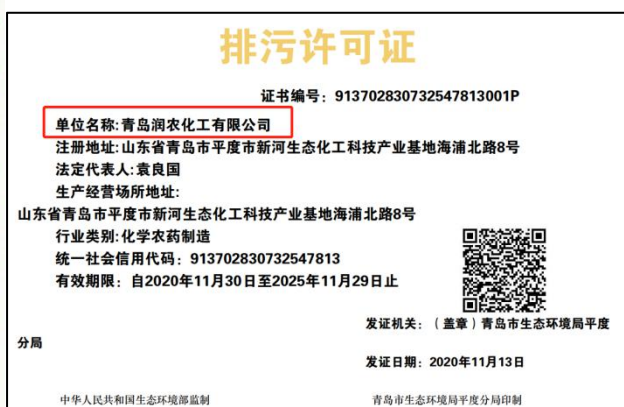 排污许可证
证书编号：913702830732547813001P
单位名称:青岛润农化工有限公司
注册地址:山东省青岛市平度市新河生态化工科技产业基地海浦北路8号
法定代表人:袁良国
生产经营场所地址:
山东省青岛市平度市新河生态化工科技产业基地海浦北路8号
行业类别:化学农药制造
统一社会信用代码：913702830732547813
有效期限：自2020年11月30日至2025年11月29日止
发证机关：（盖章）青岛市生态环境局平度
分局
发证日期：2020年11月13日
中华人民共和国生态环境部监制
青岛市生态环境局平度分局印制